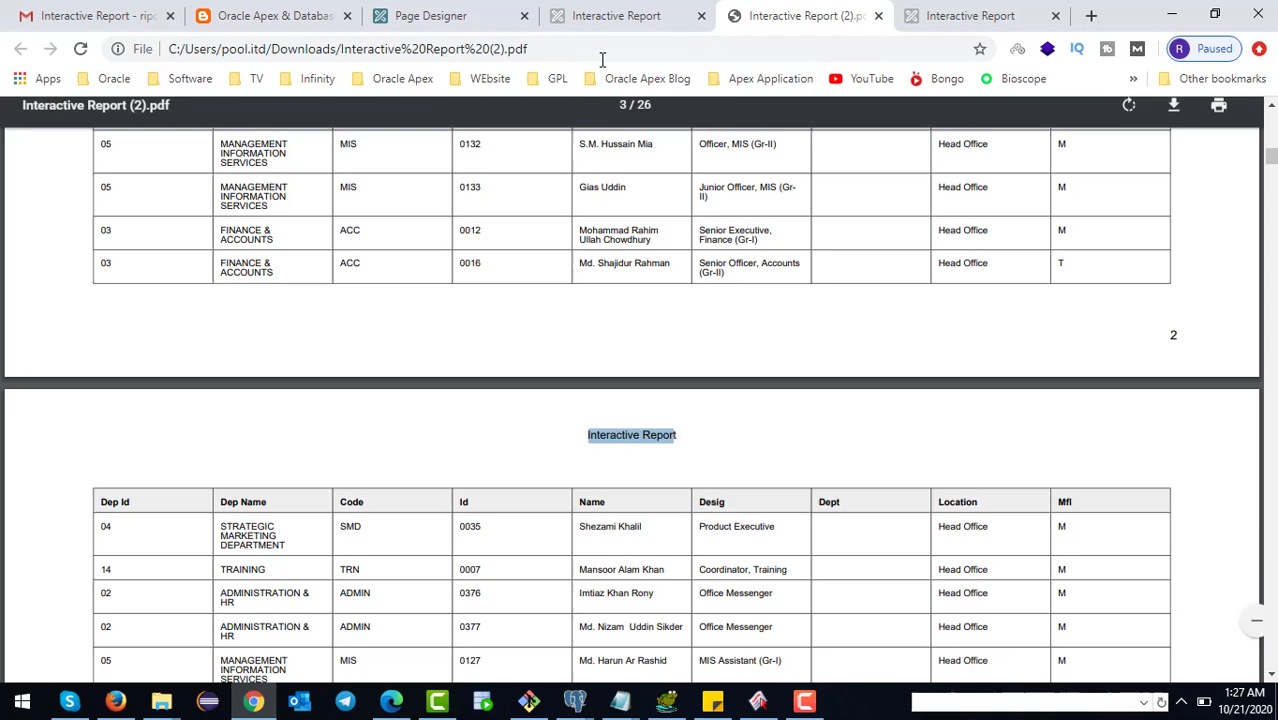 Interactive Report - ripo
Oracle Apex & Databas
Page Designer
Interactive Report
Interactive Report (2).p
Interactive Report
File C:/Users/pool.itd/Downloads/Interactive%20Report%20(2).pdf
IQ
R Paused
Apps Oracle Software TV Infinity Oracle Apex WEbsite GPL Oracle Apex Blog Apex Application YouTube Bongo Bioscope » Other bookmarks
Interactive Report (2).pdf 3 / 26
05 MANAGEMENT INFORMATION SERVICES MIS 0132 S.M. Hussain Mia Officer, MIS (Gr-II) Head Office M
05 MANAGEMENT INFORMATION SERVICES MIS 0133 Gias Uddin Junior Officer, MIS (Gr-II) Head Office M
03 FINANCE & ACCOUNTS ACC 0012 Mohammad Rahim Ullah Chowdhury Senior Executive, Finance (Gr-I) Head Office M
03 FINANCE & ACCOUNTS ACC 0016 Md. Shajidur Rahman Senior Officer, Accounts (Gr-II) Head Office T
2
Interactive Report
Dep Id Dep Name Code Id Name Desig Dept Location Mfl
04 STRATEGIC MARKETING DEPARTMENT SMD 0035 Shezami Khalil Product Executive Head Office M
14 TRAINING TRN 0007 Mansoor Alam Khan Coordinator, Training Head Office M
02 ADMINISTRATION & HR ADMIN 0376 Imtiaz Khan Rony Office Messenger Head Office M
02 ADMINISTRATION & HR ADMIN 0377 Md. Nizam Uddin Sikder Office Messenger Head Office M
05 MANAGEMENT INFORMATION SERVICES MIS 0127 Md. Harun Ar Rashid MIS Assistant (Gr-I) Head Office M
1:27 AM
10/21/2020